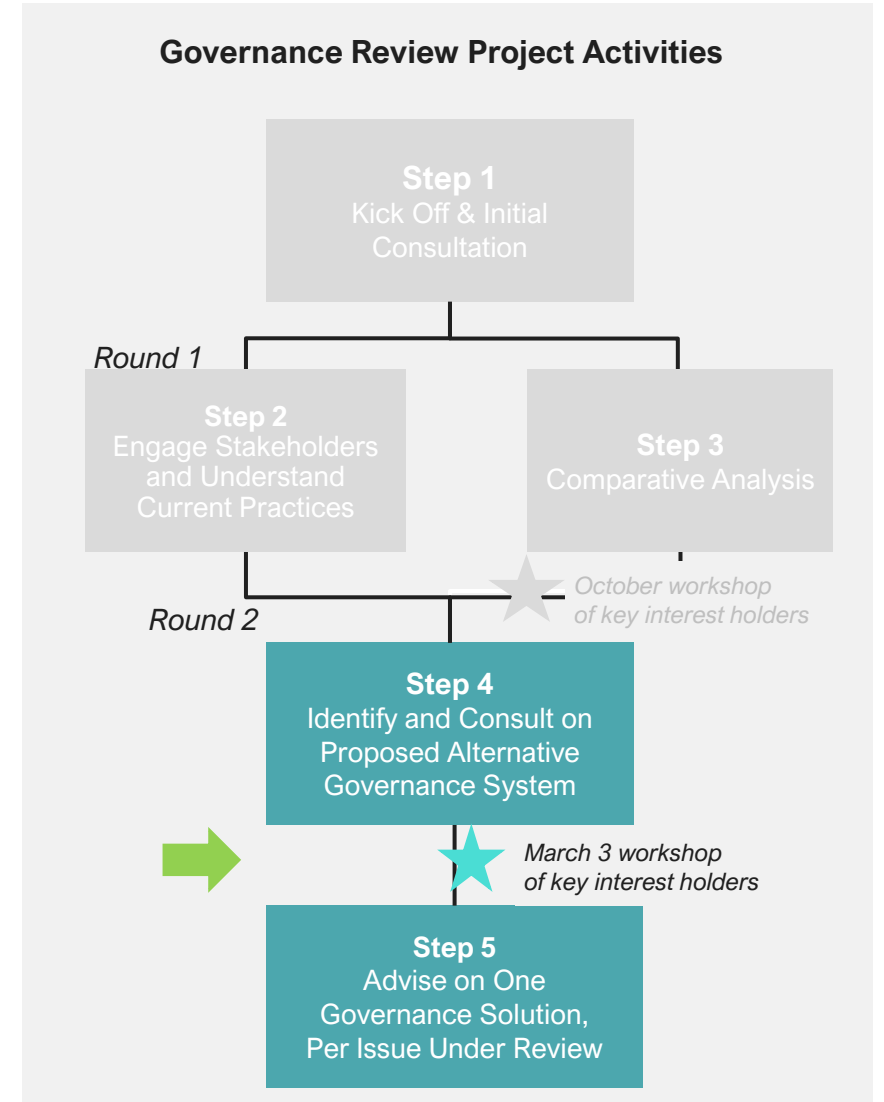 Governance Review Project Activities
Step 1
Kick Off & Initial
Consultation
Round 1
Step 2
Engage Stakeholders
and Understand
Current Practices
Step 3
Comparative Analysis
October workshop
of key interest holders
Round 2
Step 4
Identify and Consult on
Proposed Alternative
Governance System
March 3 workshop
of key interest holders
Step 5
Advise on One
Governance Solution,
Per Issue Under Review